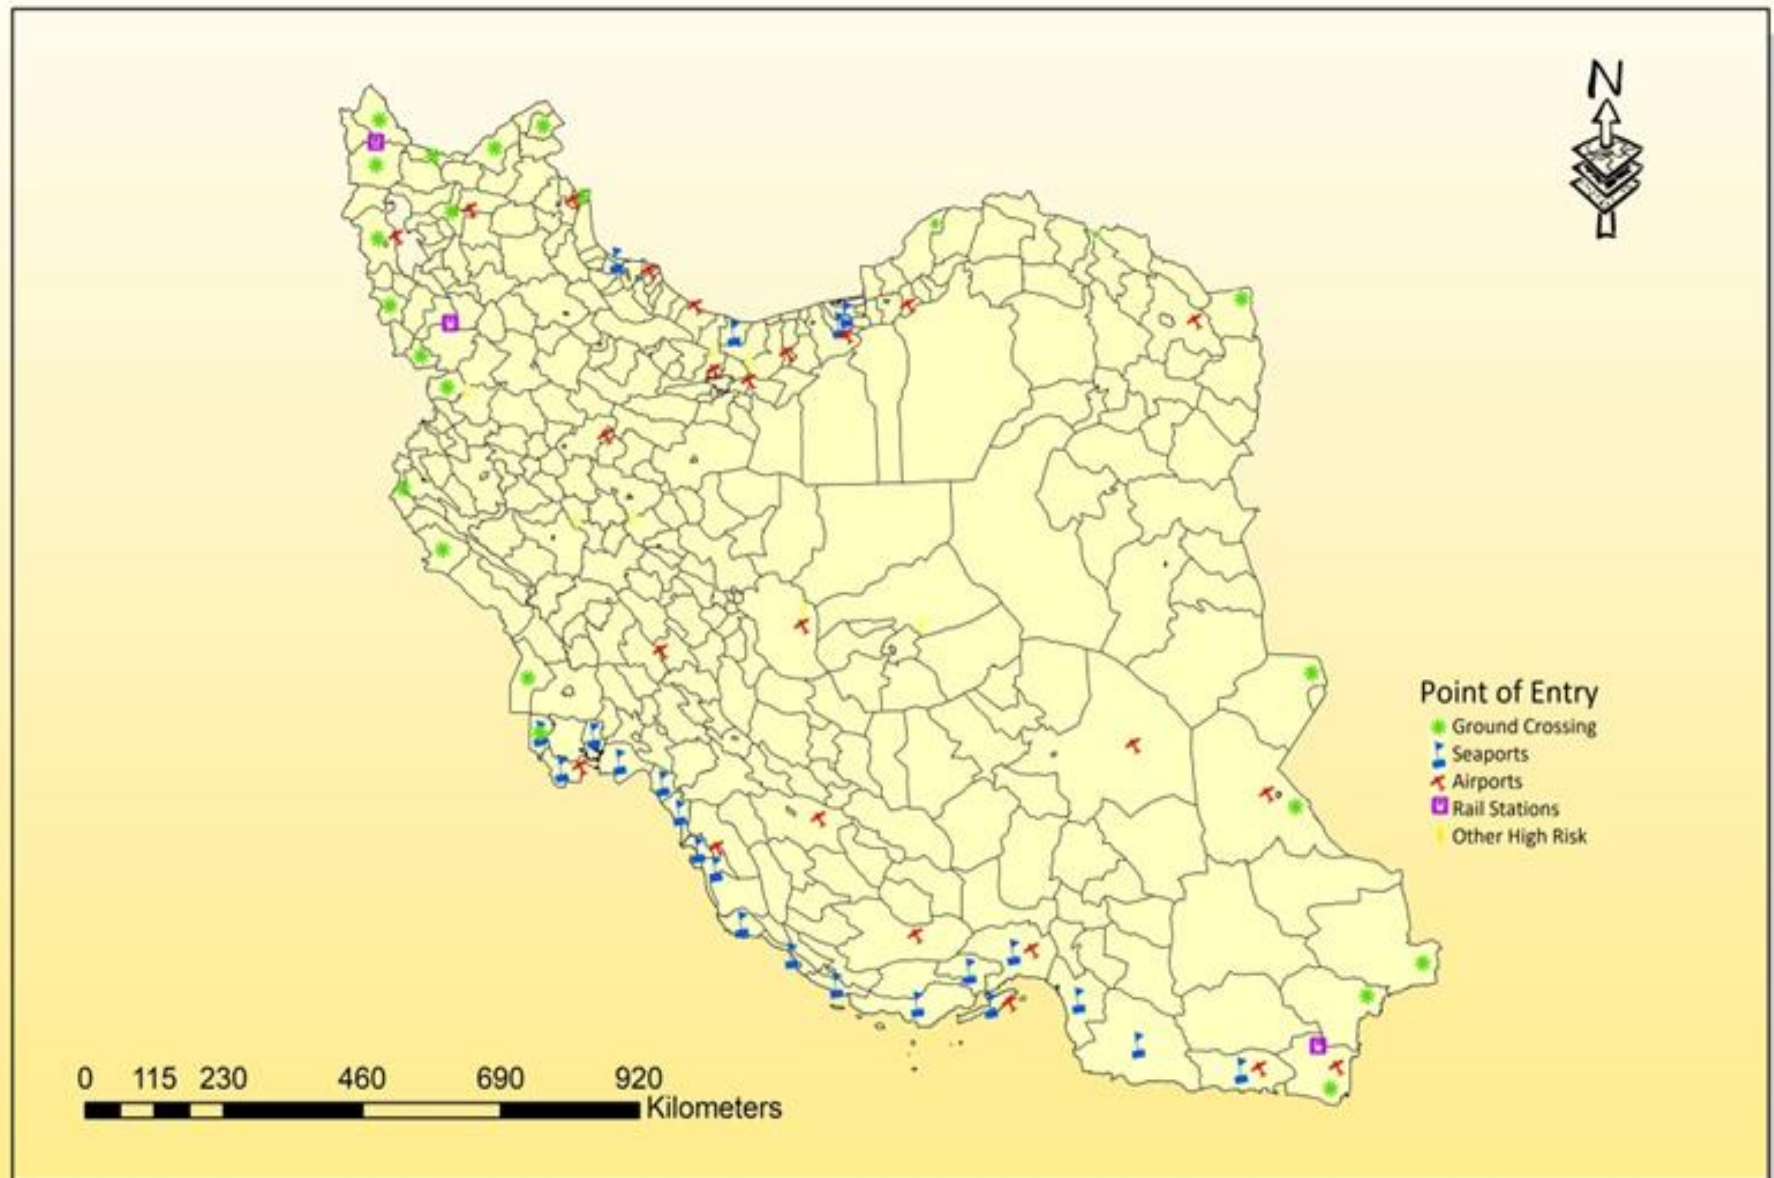 N
Point of Entry
Ground Crossing
Seaports
Airports
Rail Stations
Other High Risk
0 115 230 460 690 920
Kilometers